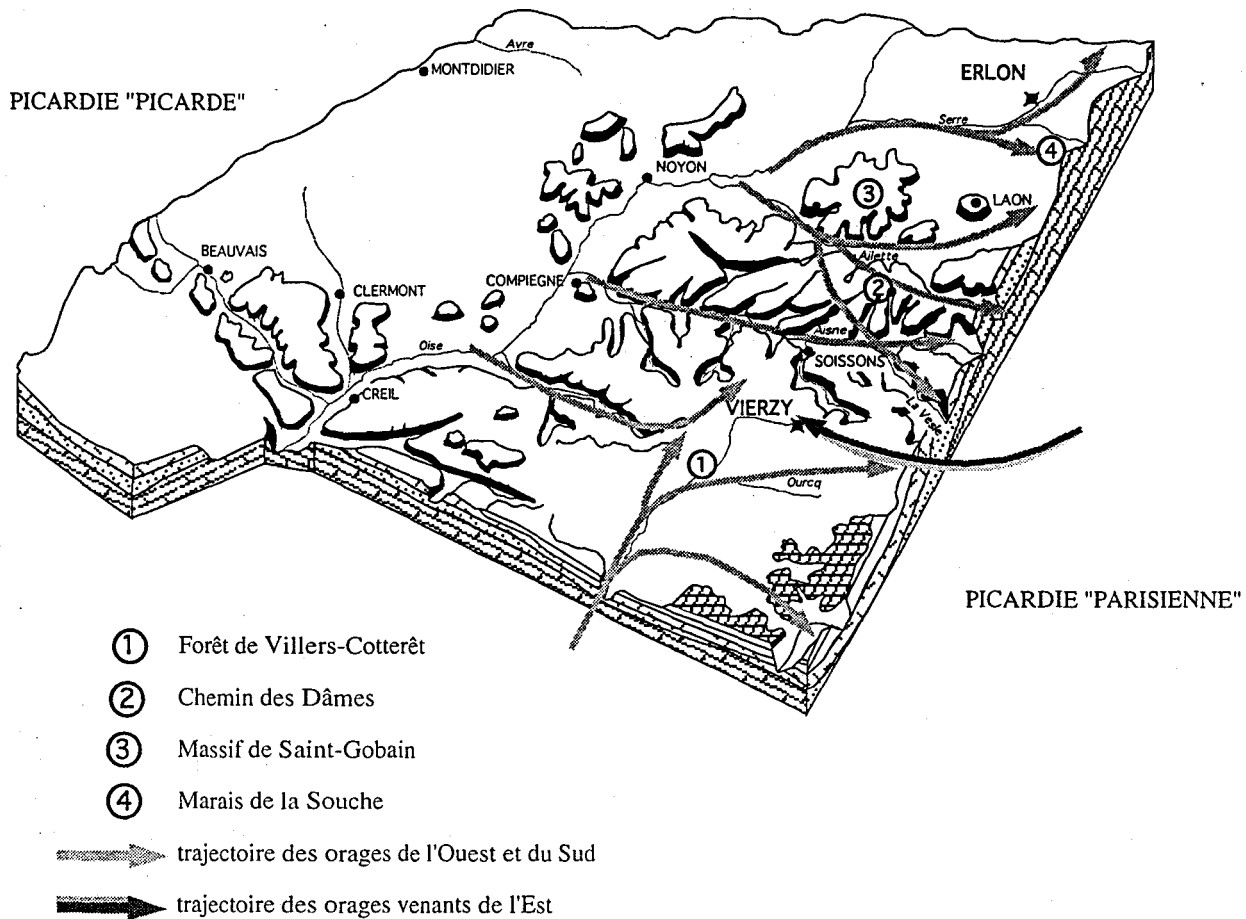 Avre
MONTDIDIER
ERLON
PICARDIE "PICARDE"
Serre
4
NOYON
3
LAON
BEAUVAIS
Ailette
COMPIEGNE
2
CLERMONT
Aisne
Oise
SOISSONS
CREIL
VIERZY
La Vesle
1
Ourcq
PICARDIE "PARISIENNE"
1 Forêt de Villers-Cotterêt
2 Chemin des Dâmes
3 Massif de Saint-Gobain
4 Marais de la Souche
trajectoire des orages de l'Ouest et du Sud
trajectoire des orages venants de l'Est